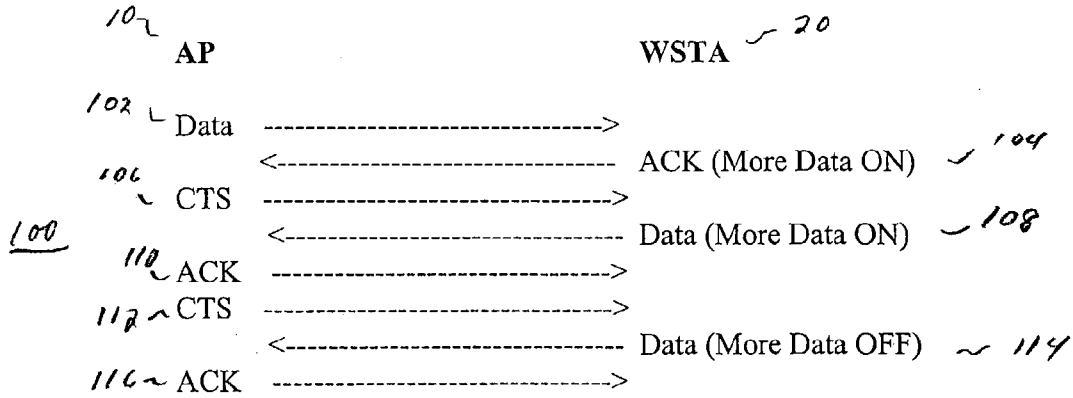 10 AP WSTA 20
102 Data
ACK (More Data ON) 104
106 CTS
100 Data (More Data ON) 108
110 ACK
112 CTS
Data (More Data OFF) 114
116 ACK